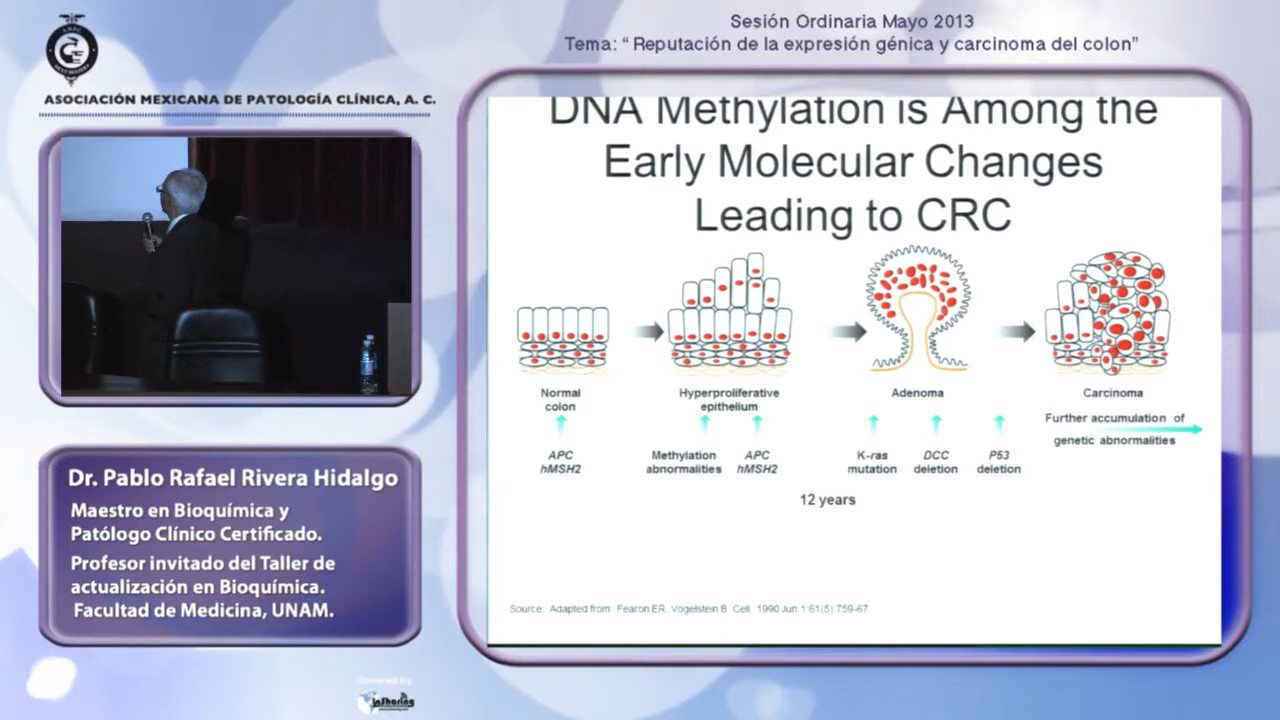 Sesión Ordinaria Mayo 2013
Tema: “ Reputación de la expresión génica y carcinoma del colon”
ASOCIACIÓN MEXICANA DE PATOLOGÍA CLÍNICA, A. C.
DNA Methylation is Among the
Early Molecular Changes
Leading to CRC
Normal
colon
Hyperproliferative
epithelium
Adenoma
Carcinoma
Further accumulation of
genetic abnormalities
APC
hMSH2
Methylation
abnormalities
APC
hMSH2
K-ras
mutation
DCC
deletion
P53
deletion
12 years
Source: Adapted from: Fearon ER. Vogelstein B Cell. 1990 Jun 1:61(5) 759-67
Dr. Pablo Rafael Rivera Hidalgo
Maestro en Bioquímica y
Patólogo Clínico Certificado.
Profesor invitado del Taller de
actualización en Bioquímica.
Facultad de Medicina, UNAM.
Powered by
InSharing